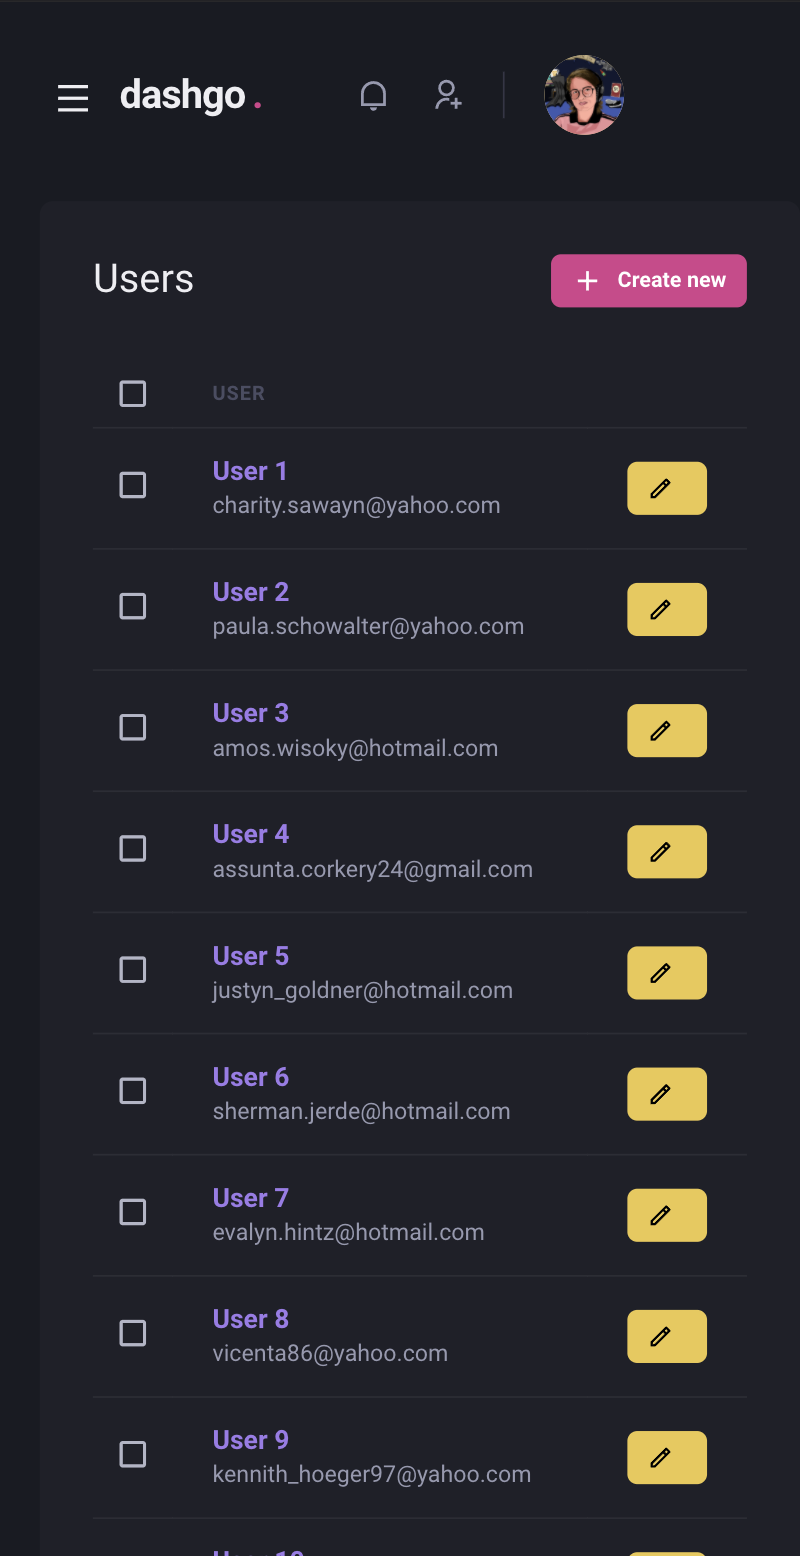 dashgo.
Users
Create new
USER
User 1
charity.sawayn@yahoo.com
User 2
paula.schowalter@yahoo.com
User 3
amos.wisoky@hotmail.com
User 4
assunta.corkery24@gmail.com
User 5
justyn_goldner@hotmail.com
User 6
sherman.jerde@hotmail.com
User 7
evalyn.hintz@hotmail.com
User 8
vicenta86@yahoo.com
User 9
kennith_hoeger97@yahoo.com